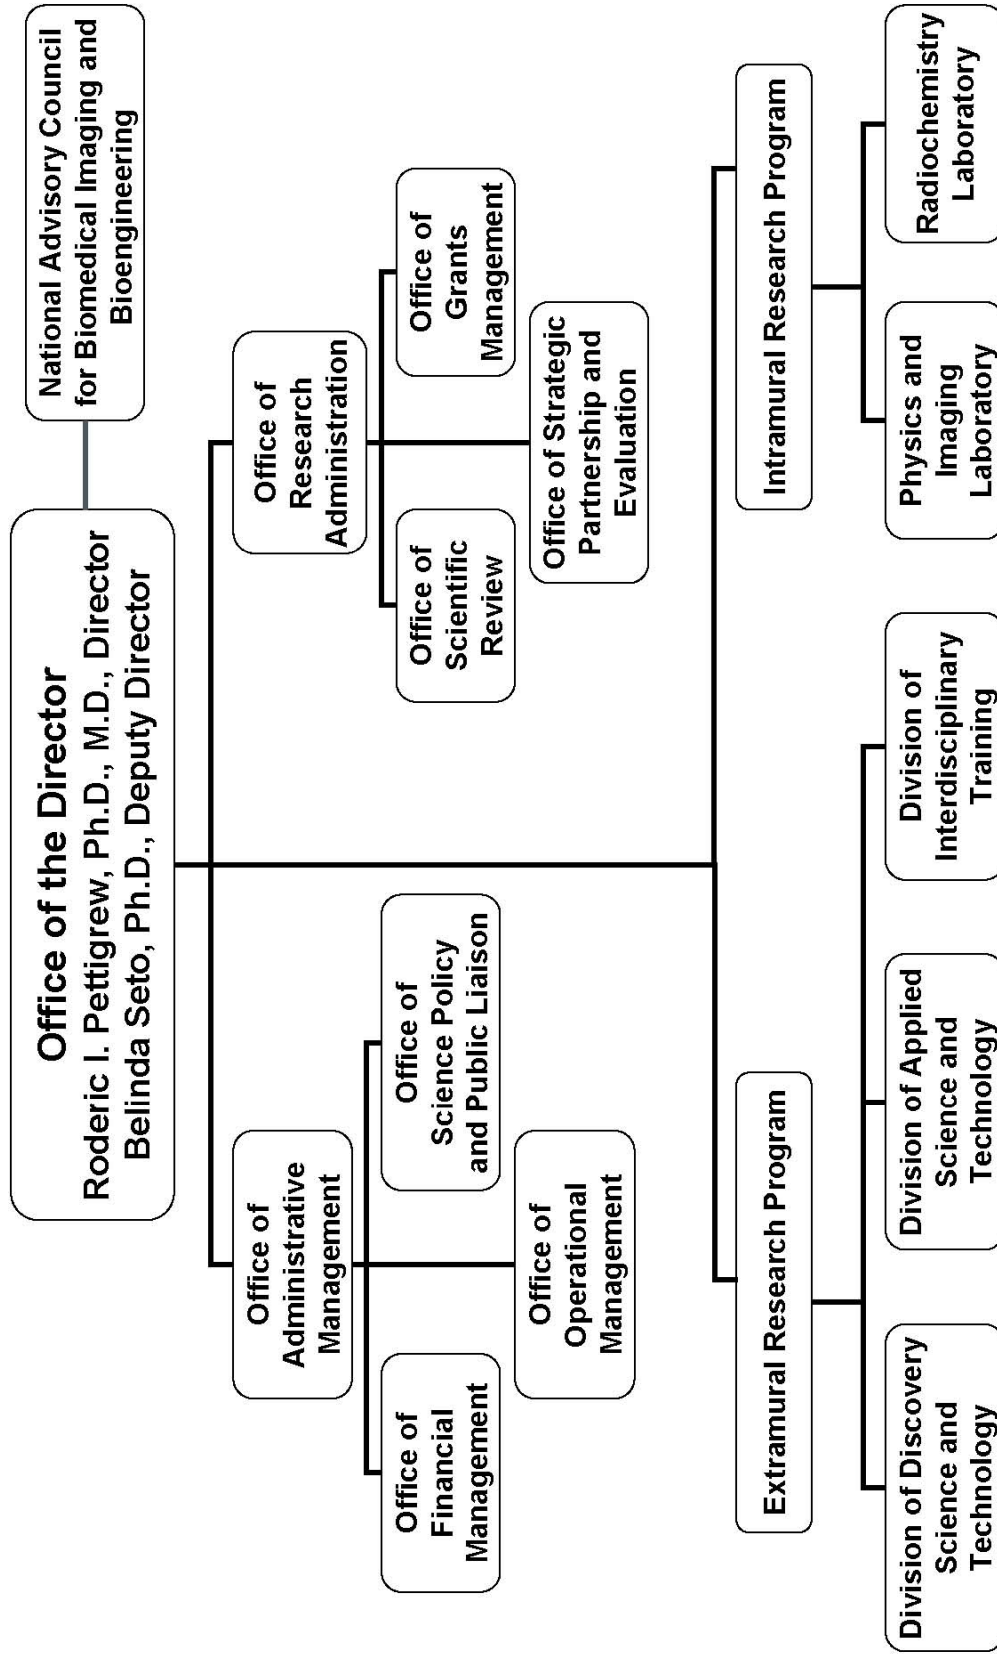 Office of the Director
Roderic I. Pettigrew, Ph.D., M.D., Director
Belinda Seto, Ph.D., Deputy Director
National Advisory Council
for Biomedical Imaging and
Bioengineering
Office of
Administrative
Management
Office of
Financial
Management
Office of
Science Policy
and Public Liaison
Office of
Operational
Management
Office of
Research
Administration
Office of
Scientific
Review
Office of
Grants
Management
Office of Strategic
Partnership and
Evaluation
Extramural Research Program
Division of Discovery
Science and
Technology
Division of Applied
Science and
Technology
Division of
Interdisciplinary
Training
Intramural Research Program
Physics and
Imaging
Laboratory
Radiochemistry
Laboratory